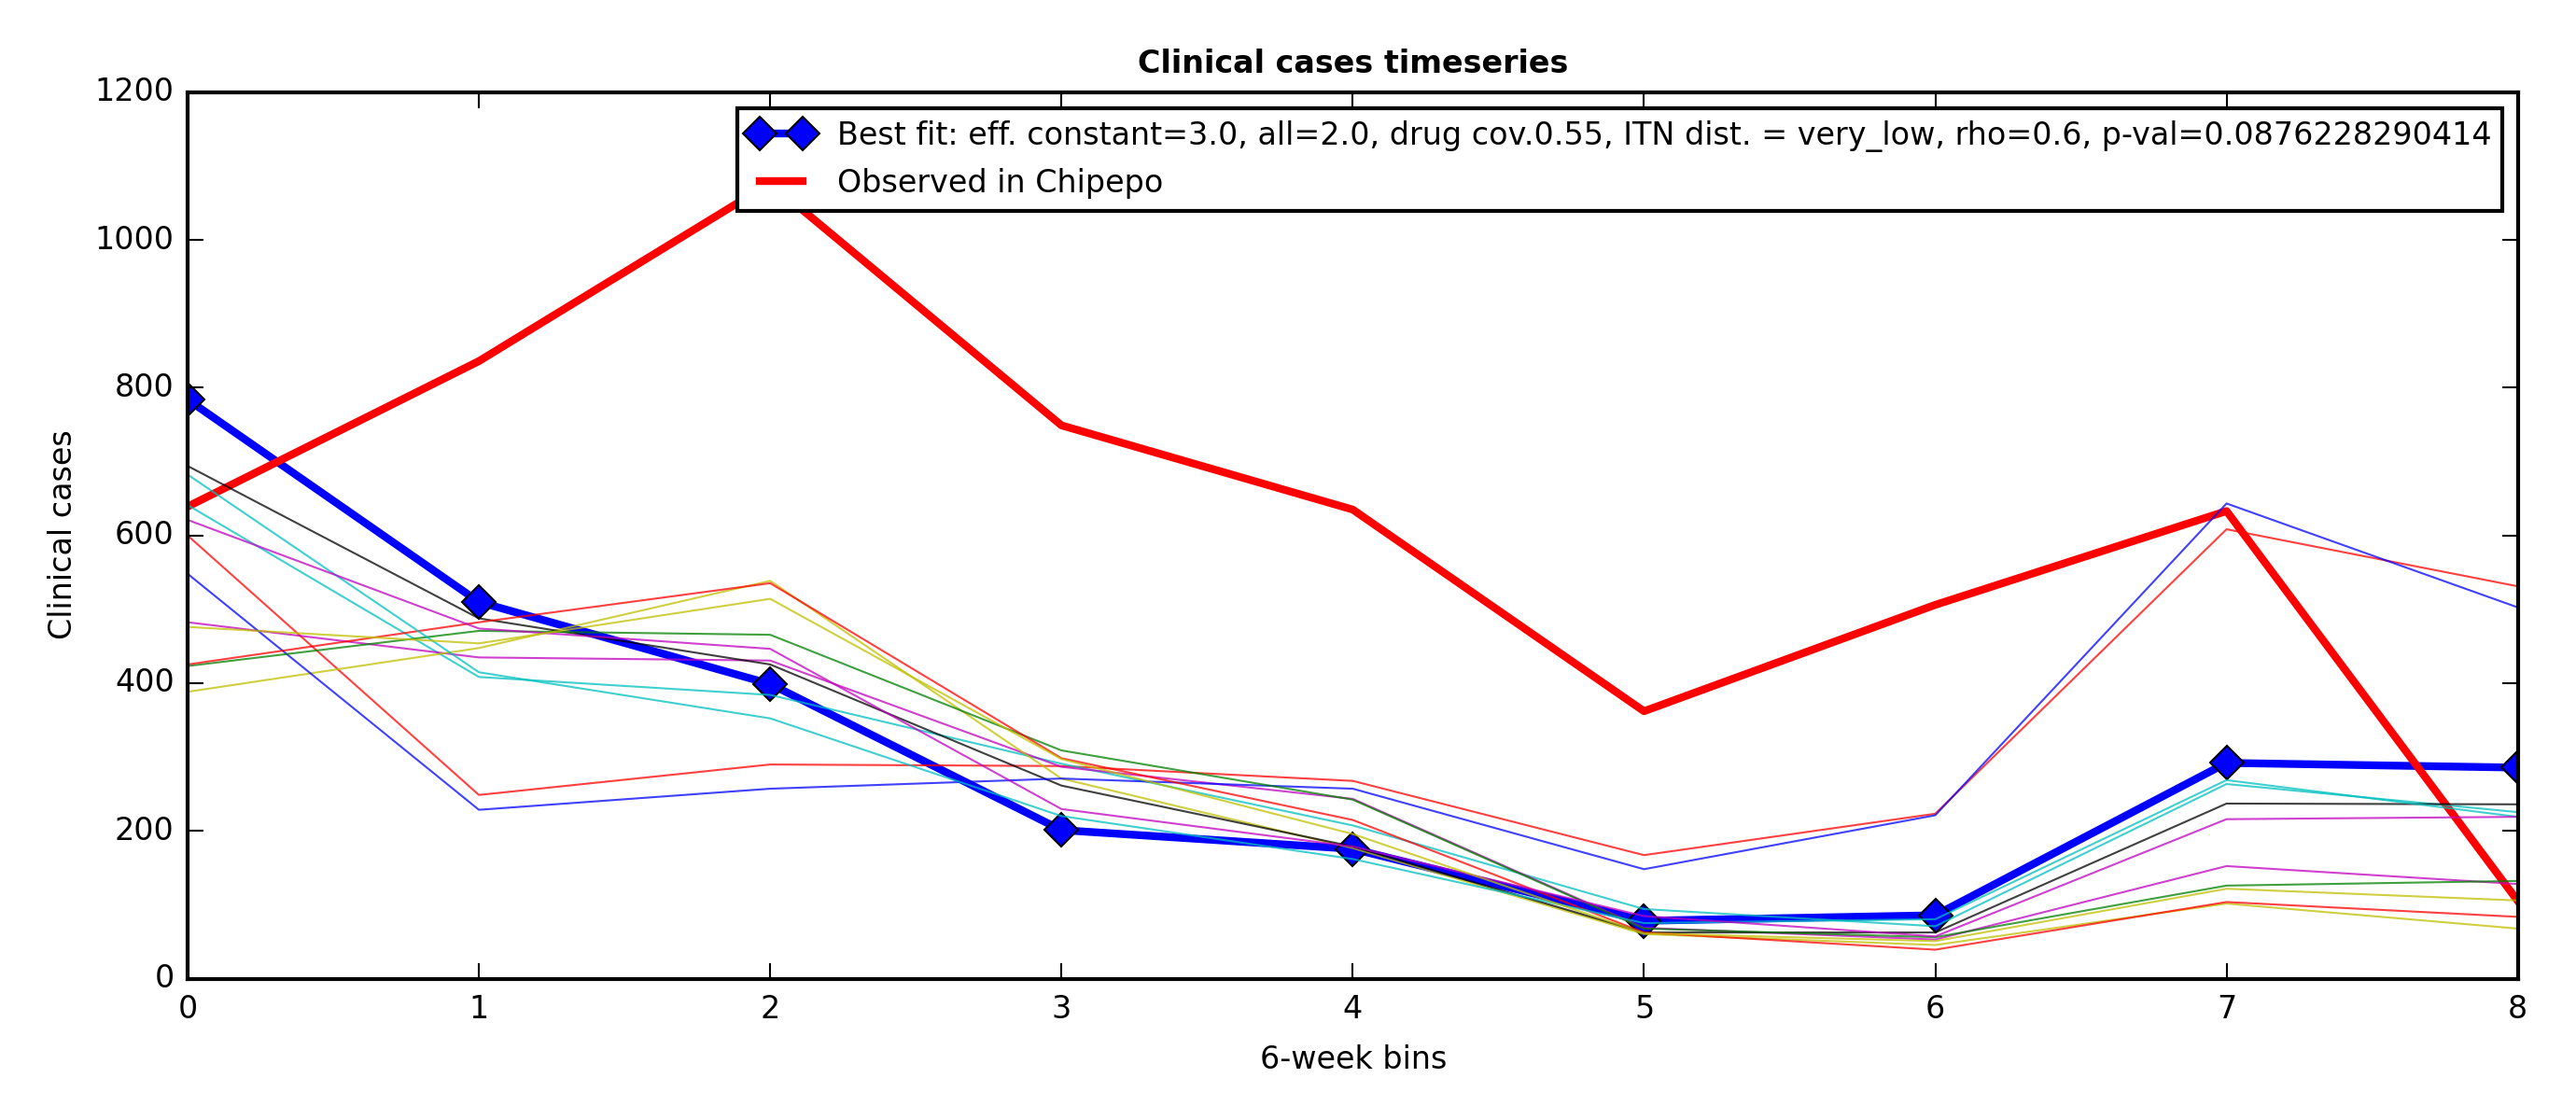 Clinical cases timeseries
1200
1000
800
600
400
200
0
Clinical cases
Best fit: eff. constant=3.0, all=2.0, drug cov.0.55, ITN dist. = very_low, rho=0.6, p-val=0.0876228290414
Observed in Chipepo
0 1 2 3 4 5 6 7 8
6-week bins